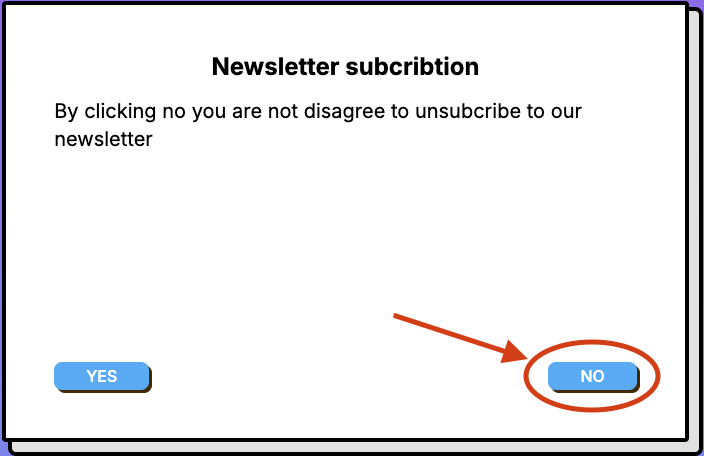 Newsletter subcribtion
By clicking no you are not disagree to unsubcribe to our
newsletter
YES
NO